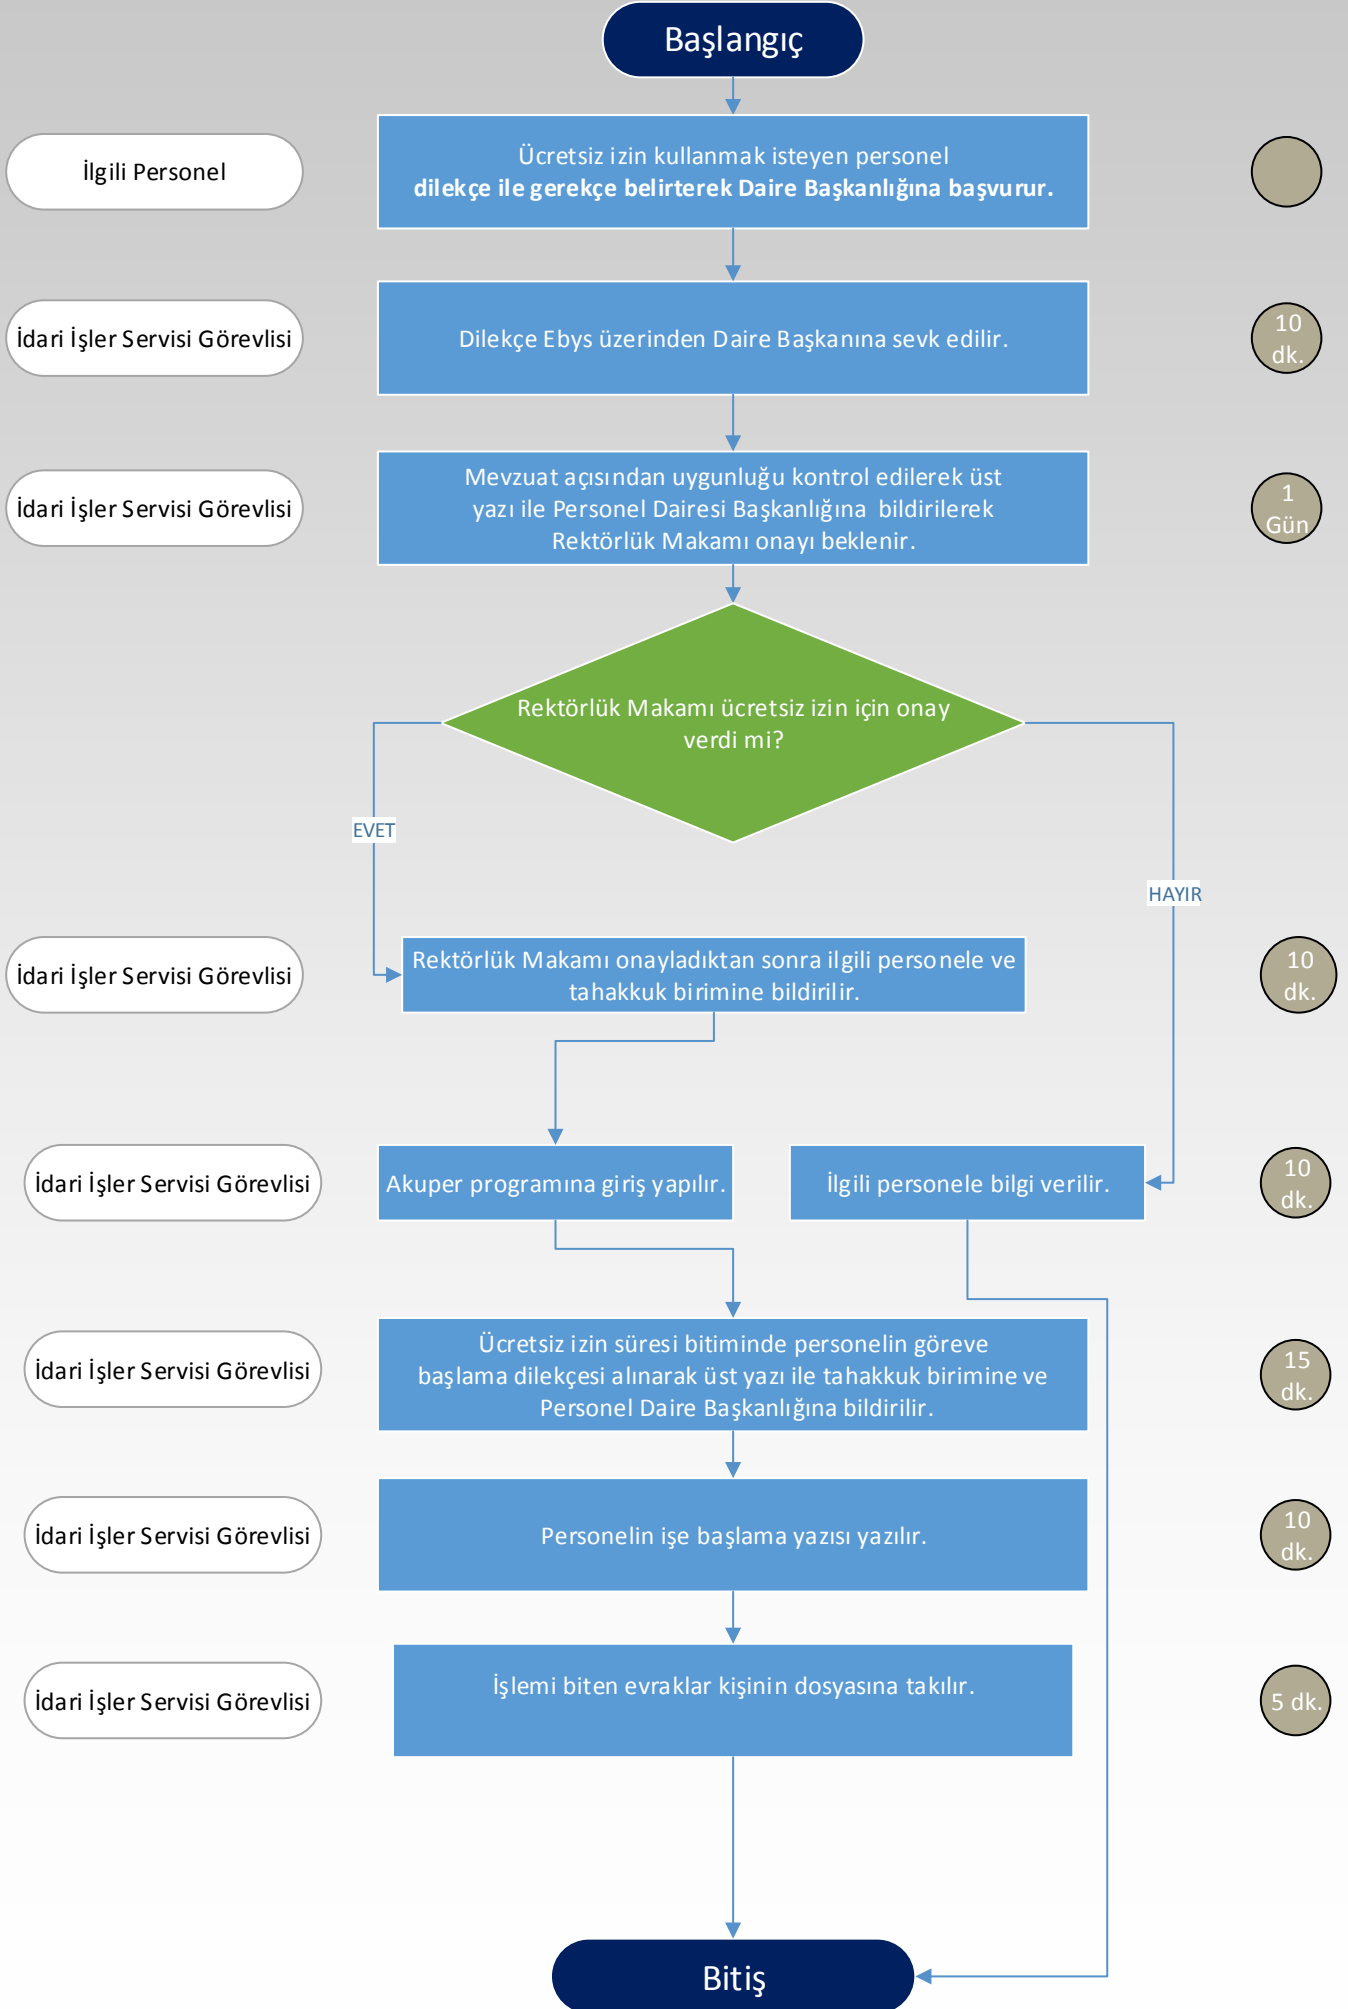 Başlangıç
İlgili Personel
Ücretsiz izin kullanmak isteyen personel
dilekçe ile gerekçe belirterek Daire Başkanlığına başvurur.
İdari İşler Servisi Görevlisi
Dilekçe Ebys üzerinden Daire Başkanına sevk edilir.
10
dk.
İdari İşler Servisi Görevlisi
Mevzuat açısından uygunluğu kontrol edilerek üst
yazı ile Personel Dairesi Başkanlığına bildirilerek
Rektörlük Makamı onayı beklenir.
1
Gün
Rektörlük Makamı ücretsiz izin için onay
verdi mi?
EVET
HAYIR
İdari İşler Servisi Görevlisi
Rektörlük Makamı onayladıktan sonra ilgili personele ve
tahakkuk birimine bildirilir.
10
dk.
İdari İşler Servisi Görevlisi
Akuper programına giriş yapılır.
İlgili personele bilgi verilir.
10
dk.
İdari İşler Servisi Görevlisi
Ücretsiz izin süresi bitiminde personelin göreve
başlama dilekçesi alınarak üst yazı ile tahakkuk birimine ve
Personel Daire Başkanlığına bildirilir.
15
dk.
İdari İşler Servisi Görevlisi
Personelin işe başlama yazısı yazılır.
10
dk.
İdari İşler Servisi Görevlisi
İşlemi biten evraklar kişinin dosyasına takılır.
5 dk.
Bitiş